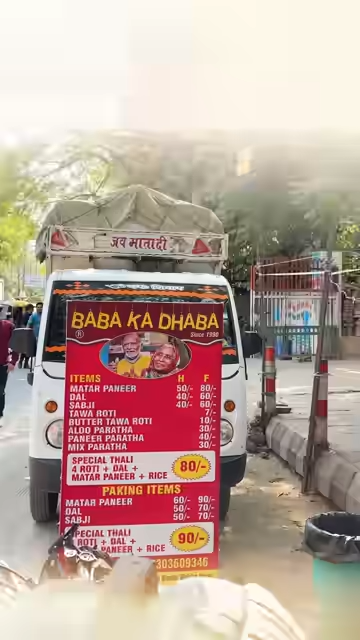 जय माता दी
BABA KA DHABA
® Since 1990
ITEMS H F
MATAR PANEER 50/- 80/-
DAL 40/- 60/-
SABJI 40/- 60/-
TAWA ROTI 7/-
BUTTER TAWA ROTI 10/-
ALOO PARATHA 30/-
PANEER PARATHA 40/-
MIX PARATHA 30/-
SPECIAL THALI
4 ROTI + DAL +
MATAR PANEER + RICE
80/-
PAKING ITEMS
MATAR PANEER 60/- 90/-
DAL 50/- 70/-
SABJI 50/- 70/-
SPECIAL THALI
ROTI + DAL +
PANEER + RICE
90/-
303609346